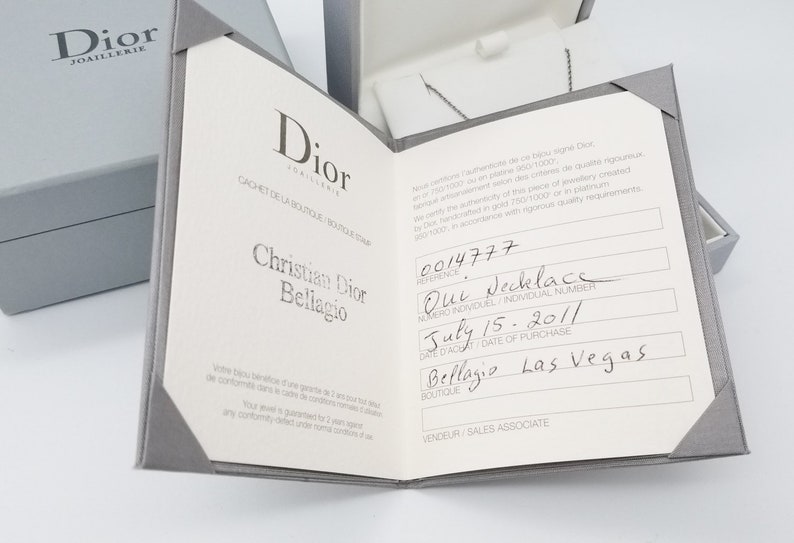 Dior
JOAILLERIE
Dior
JOAILLERIE
CACHET DE LA BOUTIQUE / BOUTIQUE STAMP
Christian Dior
Bellagio
Votre bijou bénéficie d'une garantie de 2 ans pour tout défaut
de conformité dans le cadre de conditions normales d'utilisation
Your jewel is guaranteed for 2 years against
any conformity-defect under normal conditions of use.
Nous certifions l'authenticité de ce bijou signé Dior,
en or 750/1000e ou en platine 950/1000e,
fabriqué artisanalement selon des critères de qualité rigoureux.
We certify the authenticity of this piece of jewellery created
by Dior, handcrafted in gold 750/1000e or in platinum
950/1000e, in accordance with rigorous quality requirements.
0014777
REFERENCE
Oui Necklace
NUMERO INDIVIDUEL / INDIVIDUAL NUMBER
July 15 - 2011
DATE D'ACHAT / DATE OF PURCHASE
Bellagio Las Vegas
BOUTIQUE
VENDEUR / SALES ASSOCIATE